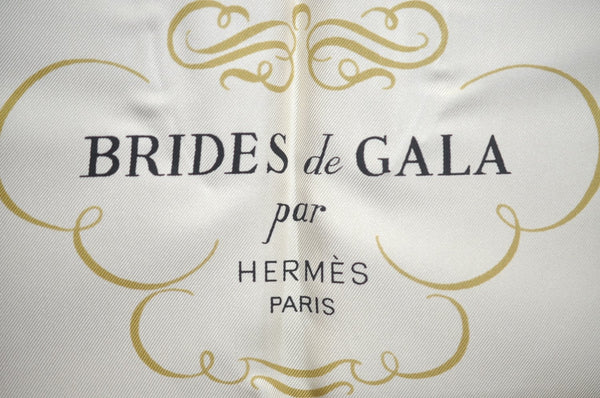 BRIDES de GALA
par
HERMÈS
PARIS